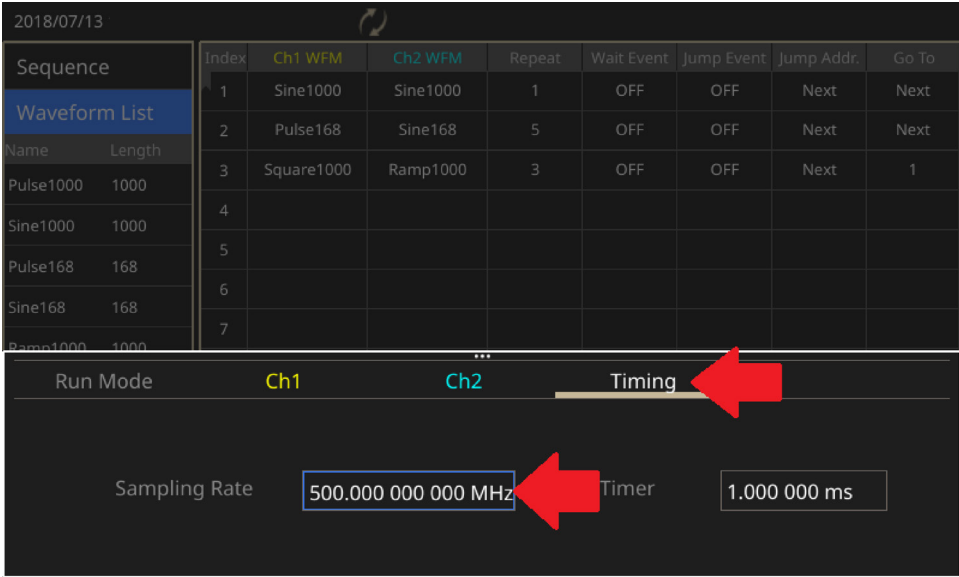 2018/07/13
Sequence
Waveform List
Name Length
Pulse1000 1000
Sine1000 1000
Pulse168 168
Sine168 168
Ramp1000 1000
Index Ch1 WFM Ch2 WFM Repeat Wait Event Jump Event Jump Addr. Go To
1 Sine1000 Sine1000 1 OFF OFF Next Next
2 Pulse168 Sine168 5 OFF OFF Next Next
3 Square1000 Ramp1000 3 OFF OFF Next 1
4
5
6
7
Run Mode Ch1 Ch2 Timing
Sampling Rate 500.000 000 000 MHz Timer 1.000 000 ms